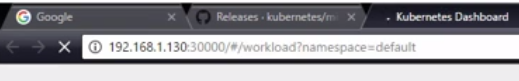 Google
Releases · kubernetes/m
Kubernetes Dashboard
192.168.1.130:30000/#/workload?namespace=default